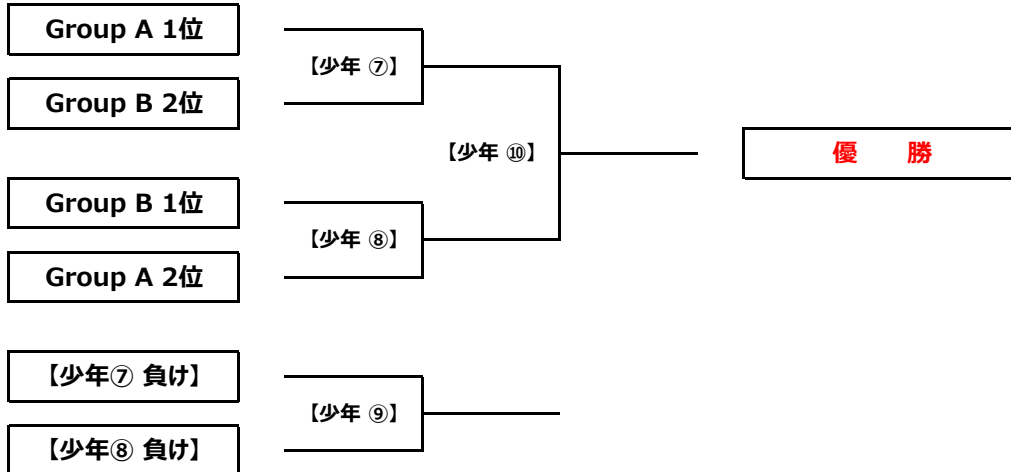 Group A 1位
【少年 ⑦】
Group B 2位
【少年 ⑩】
優 勝
Group B 1位
【少年 ⑧】
Group A 2位
【少年⑦ 負け】
【少年 ⑨】
【少年⑧ 負け】